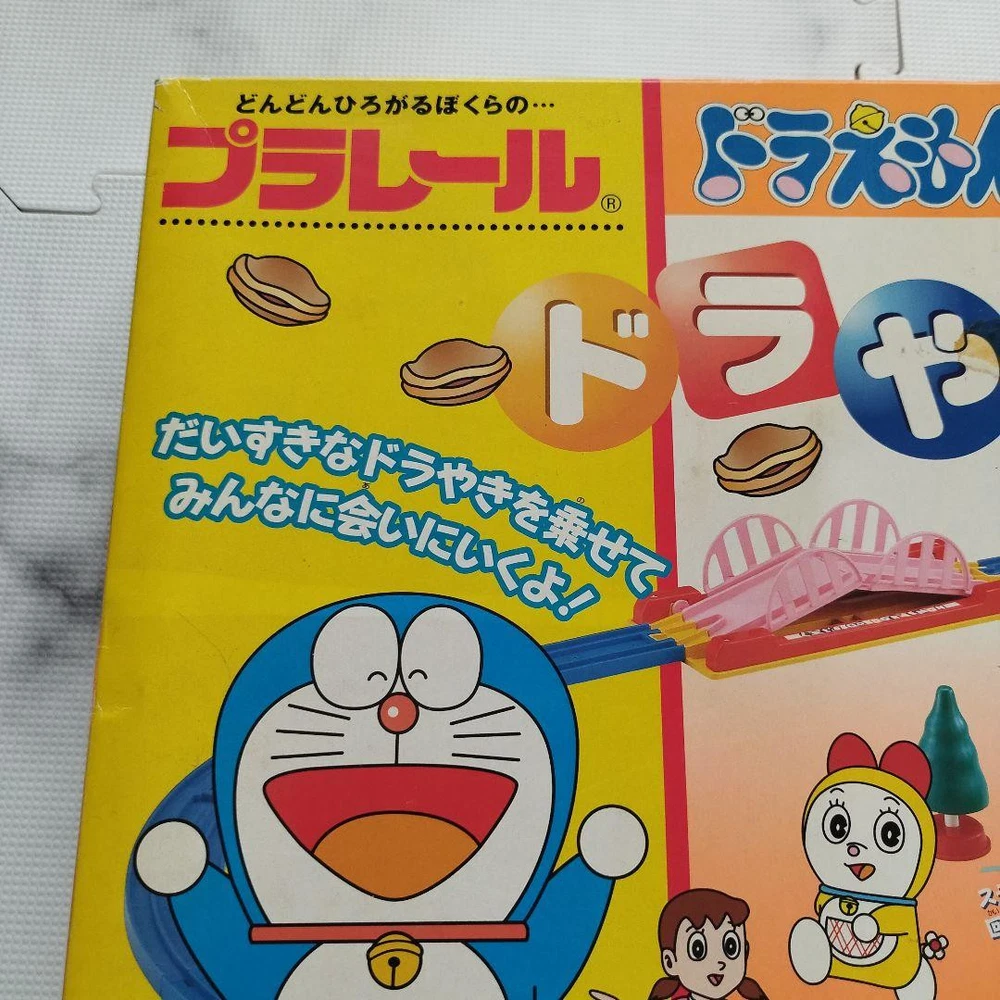 どんどんひろがるぼくらの…
プラレール®
ドラえもん
ドラや
だいすきなドラやきを乗せて
みんなに会いにいくよ!